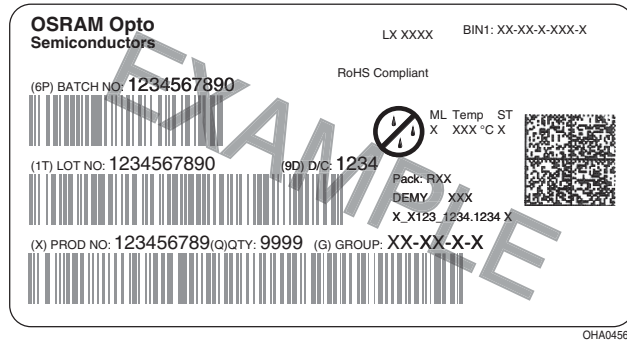 OSRAM Opto
Semiconductors
LX XXXX
BIN1: XX-XX-X-XXX-X
RoHS Compliant
(6P) BATCH NO: 1234567890
ML Temp ST
X XXX °C X
(1T) LOT NO: 1234567890
(9D) D/C: 1234
Pack: RXX
DEMY XXX
X_X123_1234.1234 X
(X) PROD NO: 123456789(Q)QTY: 9999 (G) GROUP: XX-XX-X-X
EXAMPLE
OHA0456